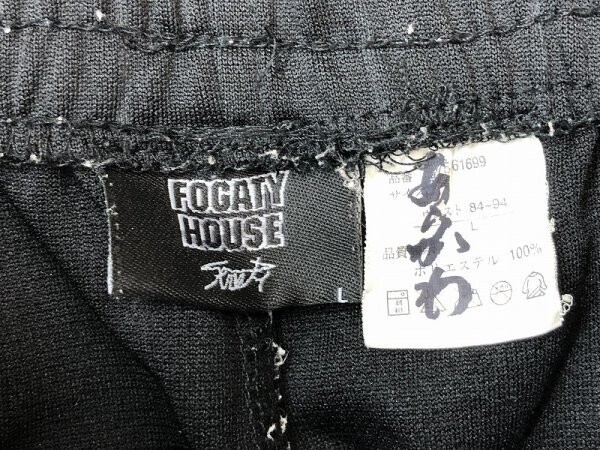 FOGATY
HOUSE
L
品番 61699
サイズ
ウエスト 84-94
L
品質
ポリエステル 100%
あかわ